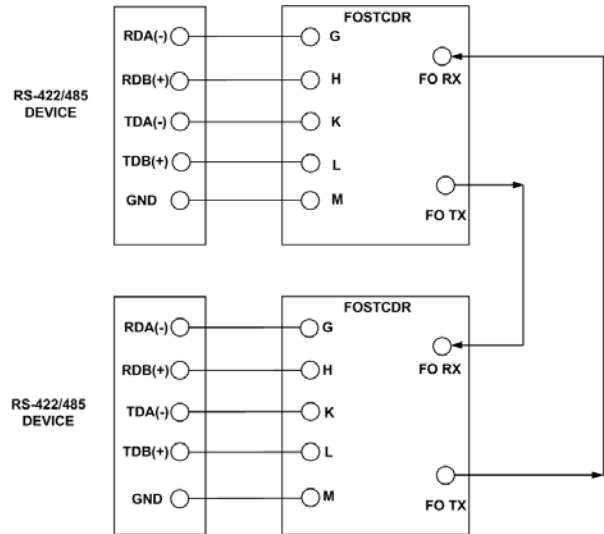 FOSTCDR
RDA(-) G
RDB(+) H
FO RX
RS-422/485
DEVICE
TDA(-) K
TDB(+) L
GND M
FO TX
FOSTCDR
RDA(-) G
RDB(+) H
FO RX
RS-422/485
DEVICE
TDA(-) K
TDB(+) L
GND M
FO TX